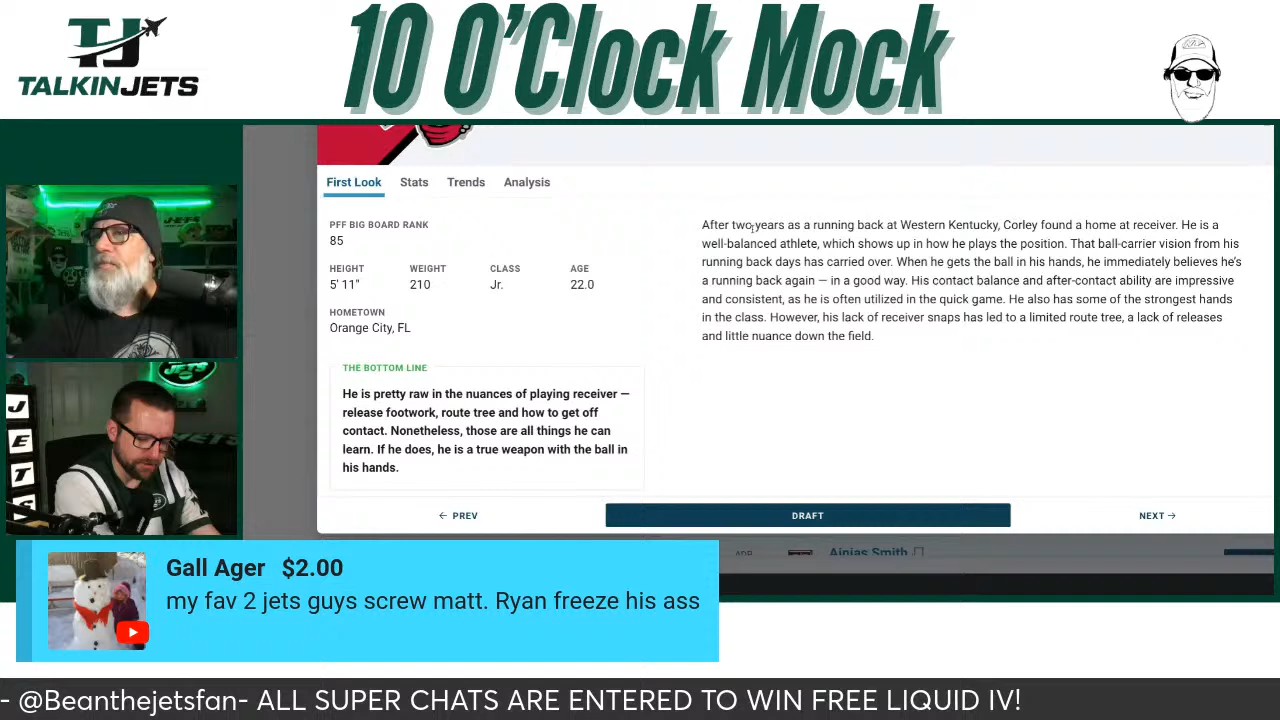 TJ
TALKINJETS
10 O'Clock Mock
First Look
Stats
Trends
Analysis
PFF BIG BOARD RANK
85
HEIGHT
WEIGHT
CLASS
AGE
5' 11"
210
Jr.
22.0
HOMETOWN
Orange City, FL
THE BOTTOM LINE
He is pretty raw in the nuances of playing receiver —
release footwork, route tree and how to get off
contact. Nonetheless, those are all things he can
learn. If he does, he is a true weapon with the ball in
his hands.
After two years as a running back at Western Kentucky, Corley found a home at receiver. He is a
well-balanced athlete, which shows up in how he plays the position. That ball-carrier vision from his
running back days has carried over. When he gets the ball in his hands, he immediately believes he's
a running back again — in a good way. His contact balance and after-contact ability are impressive
and consistent, as he is often utilized in the quick game. He also has some of the strongest hands
in the class. However, his lack of receiver snaps has led to a limited route tree, a lack of releases
and little nuance down the field.
← PREV
DRAFT
NEXT →
ADP
Ainias Smith
JETS
J
E
T
S
Gall Ager $2.00
my fav 2 jets guys screw matt. Ryan freeze his ass
- @Beanthejetsfan- ALL SUPER CHATS ARE ENTERED TO WIN FREE LIQUID IV!